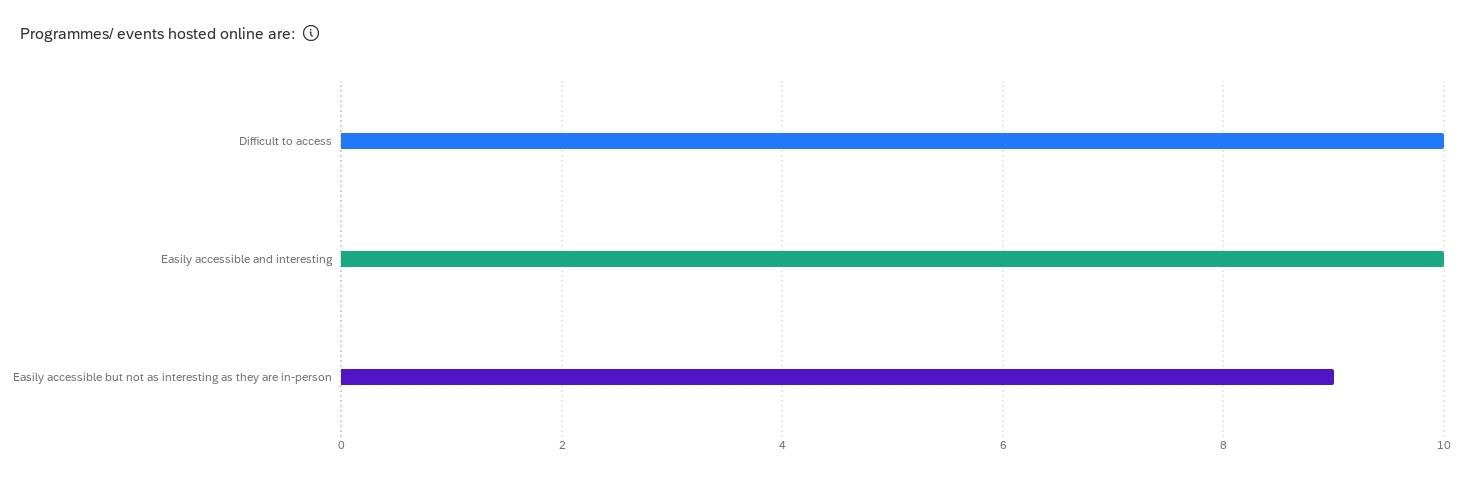 Programmes/ events hosted online are:
Difficult to access
Easily accessible and interesting
Easily accessible but not as interesting as they are in-person
0 2 4 6 8 10